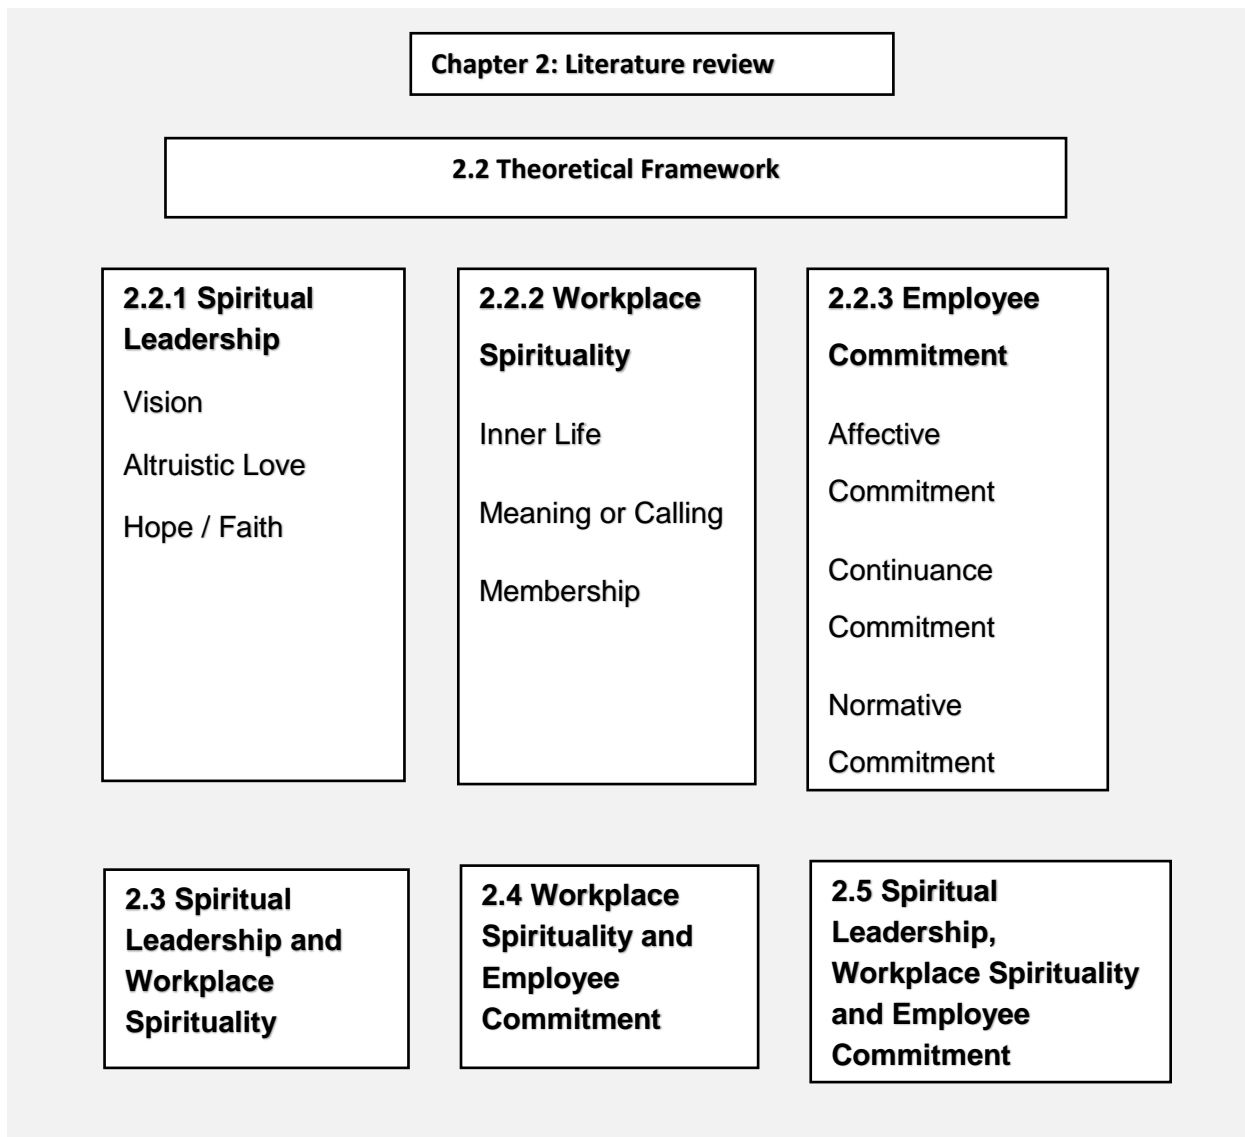 Chapter 2: Literature review
2.2 Theoretical Framework
2.2.1 Spiritual
Leadership
Vision
Altruistic Love
Hope / Faith
2.2.2 Workplace
Spirituality
Inner Life
Meaning or Calling
Membership
2.2.3 Employee
Commitment
Affective
Commitment
Continuance
Commitment
Normative
Commitment
2.3 Spiritual
Leadership and
Workplace
Spirituality
2.4 Workplace
Spirituality and
Employee
Commitment
2.5 Spiritual
Leadership,
Workplace Spirituality
and Employee
Commitment